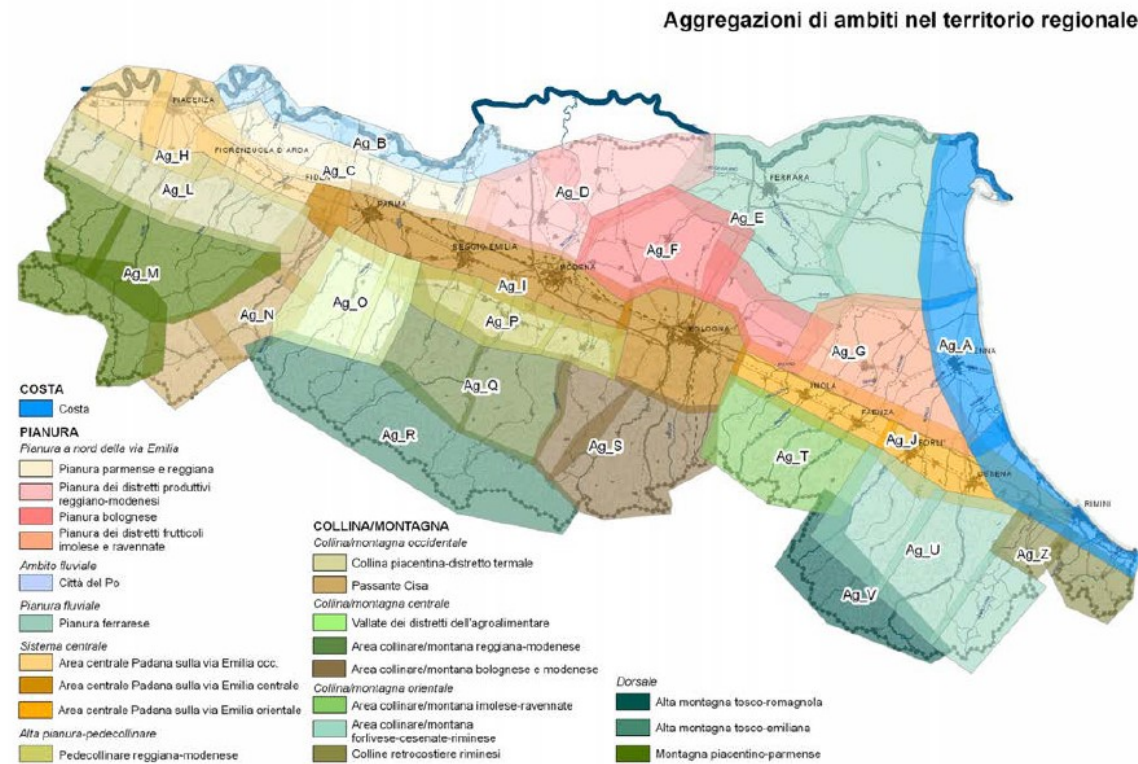 Aggregazioni di ambiti nel territorio regionale
PIACENZA
FIORENZUOLA D'ARDA
PARMA
REGGIO EMILIA
MODENA
BOLOGNA
FERRARA
IMOLA
FAENZA
FORLI'
CESENA
RIMINI
Ag_H
Ag_C
Ag_B
Ag_L
Ag_D
Ag_E
Ag_F
Ag_M
Ag_N
Ag_O
Ag_I
Ag_P
Ag_G
Ag_A
Ag_Q
Ag_R
Ag_S
Ag_T
Ag_J
Ag_U
Ag_Z
Ag_V
COSTA
Costa
PIANURA
Pianura a nord della via Emilia
Pianura parmense e reggiana
Pianura dei distretti produttivi
reggiano-modenesi
Pianura bolognese
Pianura dei distretti frutticoli
imolese e ravennate
Ambito fluviale
Città del Po
Pianura fluviale
Pianura ferrarese
Sistema centrale
Area centrale Padana sulla via Emilia occ.
Area centrale Padana sulla via Emilia centrale
Area centrale Padana sulla via Emilia orientale
Alta pianura-pedecollinare
Pedecollinare reggiana-modenese
COLLINA/MONTAGNA
Collina/montagna occidentale
Collina piacentina-distretto termale
Passante Cisa
Collina/montagna centrale
Vallate dei distretti dell'agroalimentare
Area collinare/montana reggiana-modenese
Area collinare/montana bolognese e modenese
Collina/montagna orientale
Area collinare/montana imolese-ravennate
Area collinare/montana
forlivese-cesenate-riminese
Colline retrocostiere riminesi
Dorsale
Alta montagna tosco-romagnola
Alta montagna tosco-emiliana
Montagna piacentino-parmense